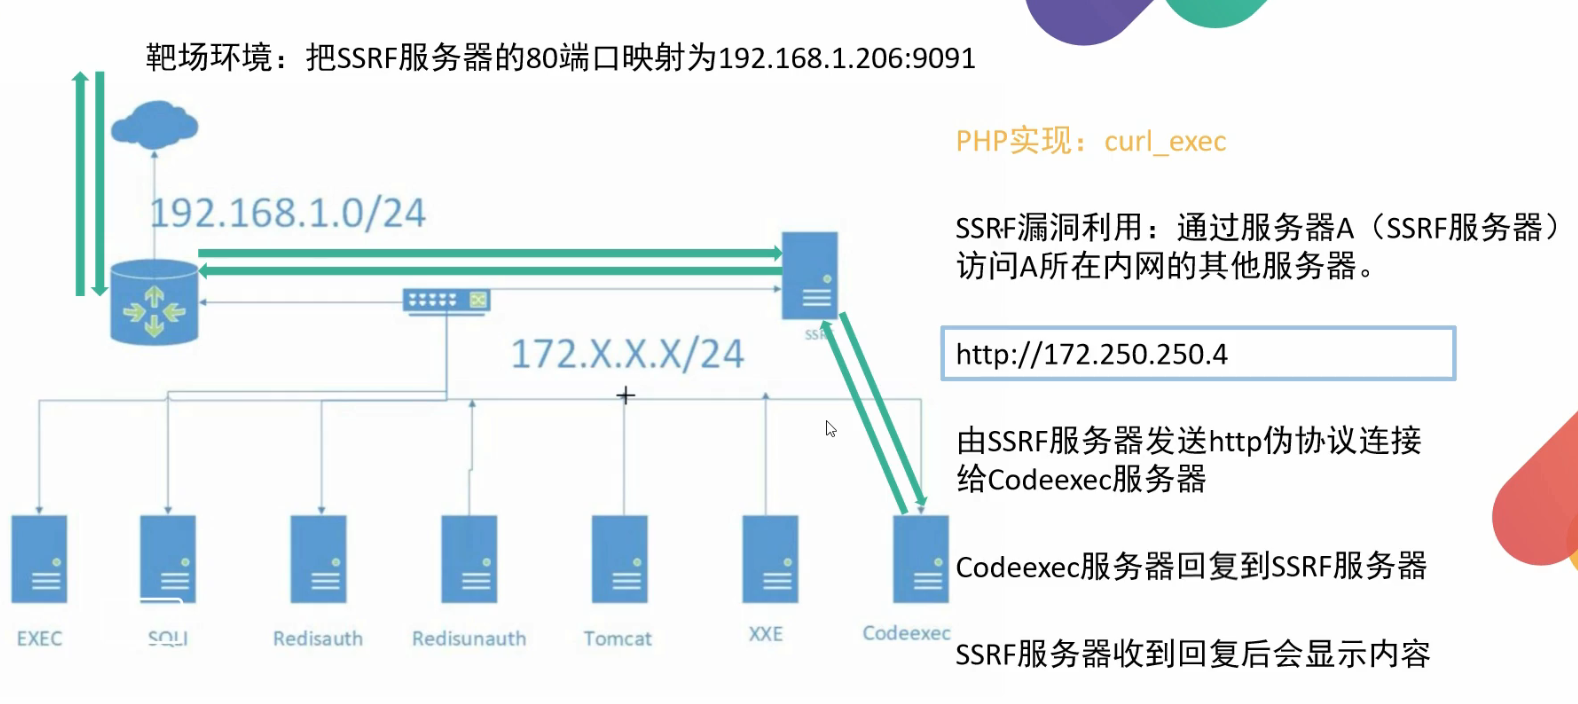 靶场环境：把SSRF服务器的80端口映射为192.168.1.206:9091
192.168.1.0/24
SSRF
172.X.X.X/24
EXEC
SQLI
Redisauth
Redisunauth
Tomcat
XXE
Codeexec
PHP实现：curl_exec
SSRF漏洞利用：通过服务器A（SSRF服务器）
访问A所在内网的其他服务器。
http://172.250.250.4
由SSRF服务器发送http伪协议连接
给Codeexec服务器
Codeexec服务器回复到SSRF服务器
SSRF服务器收到回复后会显示内容